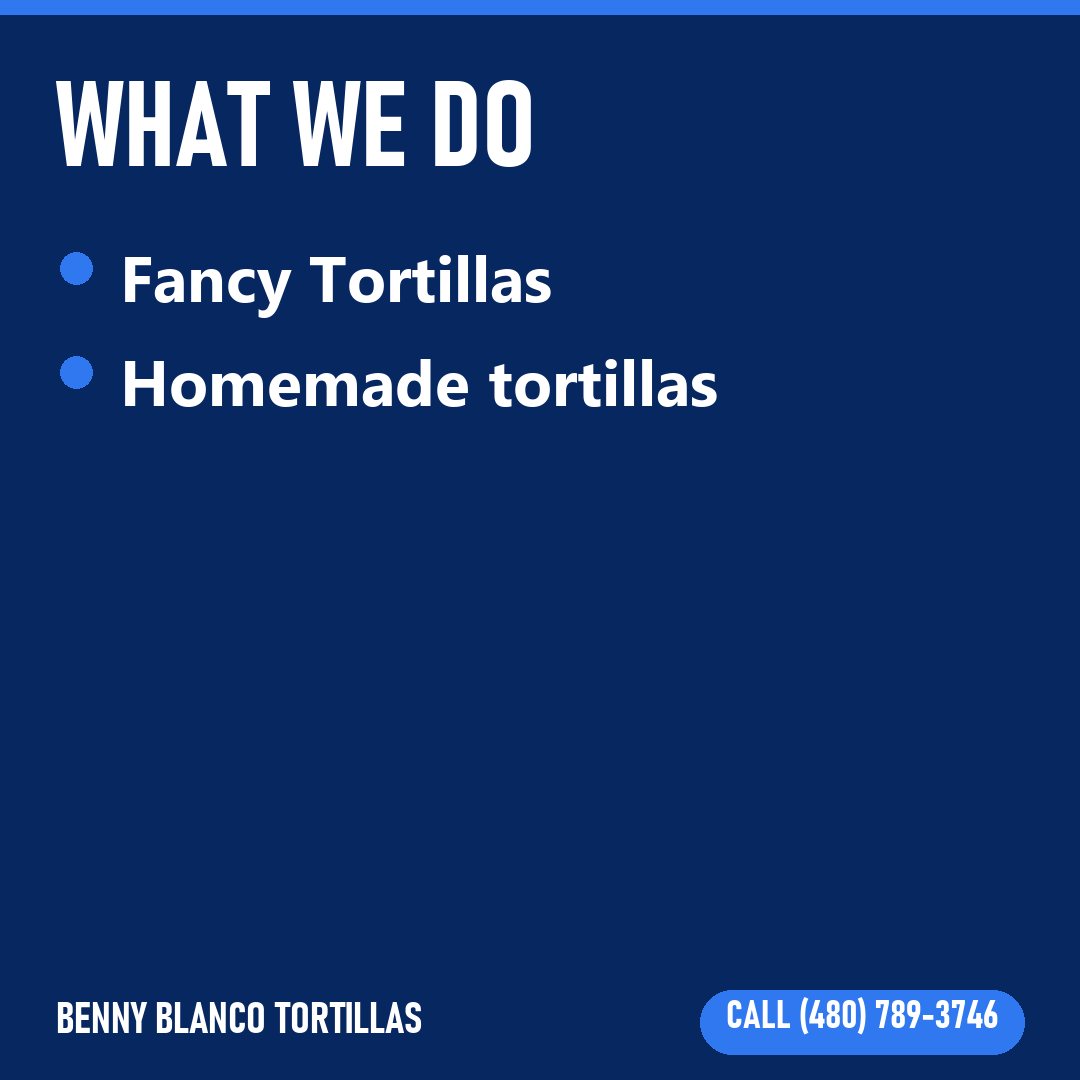 WHAT WE DO
Fancy Tortillas
Homemade tortillas
BENNY BLANCO TORTILLAS
CALL (480) 789-3746